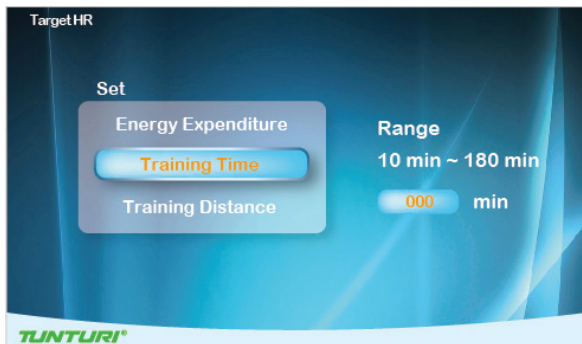 Target HR
Set
Energy Expenditure
Training Time
Training Distance
Range
10 min ~ 180 min
000 min
TUNTURI®